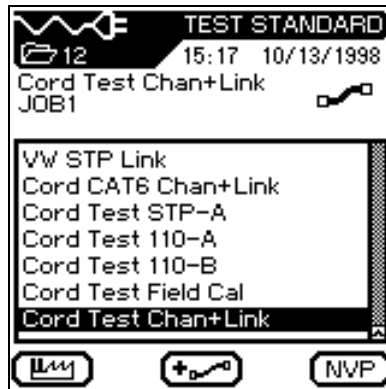 TEST STANDARD
12 15:17 10/13/1998
Cord Test Chan+Link
JOB1
VW STP Link
Cord CAT6 Chan+Link
Cord Test STP-A
Cord Test 110-A
Cord Test 110-B
Cord Test Field Cal
Cord Test Chan+Link
+ NVP